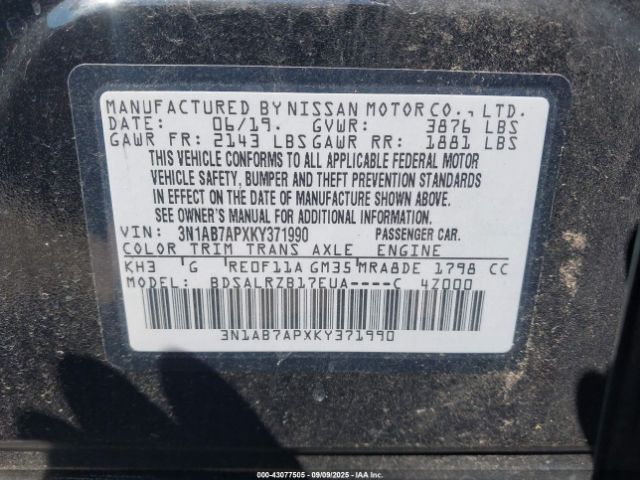 MANUFACTURED BY NISSAN MOTOR CO., LTD.
DATE: 06/19. GVWR: 3876 LBS
GAWR FR: 2143 LBS GAWR RR: 1881 LBS
THIS VEHICLE CONFORMS TO ALL APPLICABLE FEDERAL MOTOR
VEHICLE SAFETY, BUMPER AND THEFT PREVENTION STANDARDS
IN EFFECT ON THE DATE OF MANUFACTURE SHOWN ABOVE.
SEE OWNER'S MANUAL FOR ADDITIONAL INFORMATION.
VIN: 3N1AB7APXKY371990 PASSENGER CAR.
COLOR TRIM TRANS AXLE ENGINE
KH3 G RE0F11A GM35 MRA8DE 1798 CC
MODEL: BDSALRZB17EUA----C 4Z000
3N1AB7APXKY371990
000-43077505 - 09/09/2025 - IAA Inc.